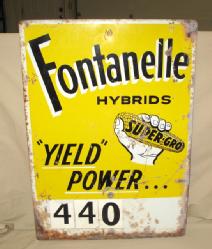 Fontanelle
HYBRIDS
SUPER-GRO
"YIELD"
POWER...
440